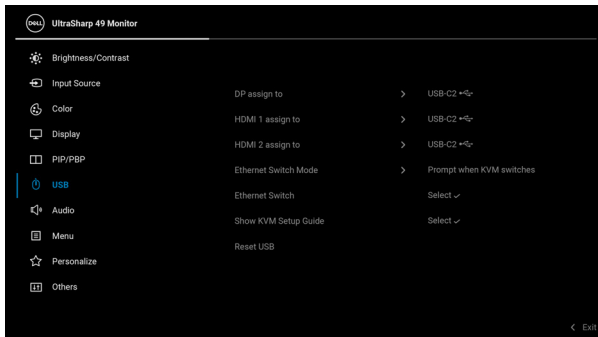 DELL UltraSharp 49 Monitor
Brightness/Contrast
Input Source
Color
Display
PIP/PBP
USB
Audio
Menu
Personalize
Others
DP assign to > USB-C2
HDMI 1 assign to > USB-C2
HDMI 2 assign to > USB-C2
Ethernet Switch Mode > Prompt when KVM switches
Ethernet Switch Select ✓
Show KVM Setup Guide Select ✓
Reset USB
< Exit